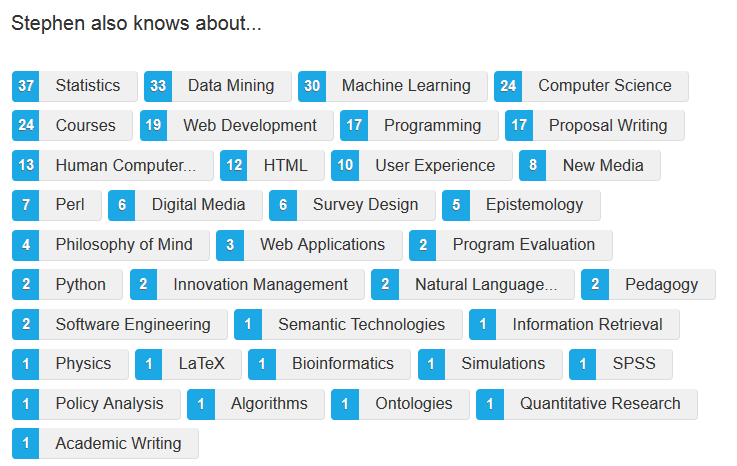 Stephen also knows about...
37 Statistics 33 Data Mining 30 Machine Learning 24 Computer Science
24 Courses 19 Web Development 17 Programming 17 Proposal Writing
13 Human Computer... 12 HTML 10 User Experience 8 New Media
7 Perl 6 Digital Media 6 Survey Design 5 Epistemology
4 Philosophy of Mind 3 Web Applications 2 Program Evaluation
2 Python 2 Innovation Management 2 Natural Language... 2 Pedagogy
2 Software Engineering 1 Semantic Technologies 1 Information Retrieval
1 Physics 1 LaTeX 1 Bioinformatics 1 Simulations 1 SPSS
1 Policy Analysis 1 Algorithms 1 Ontologies 1 Quantitative Research
1 Academic Writing